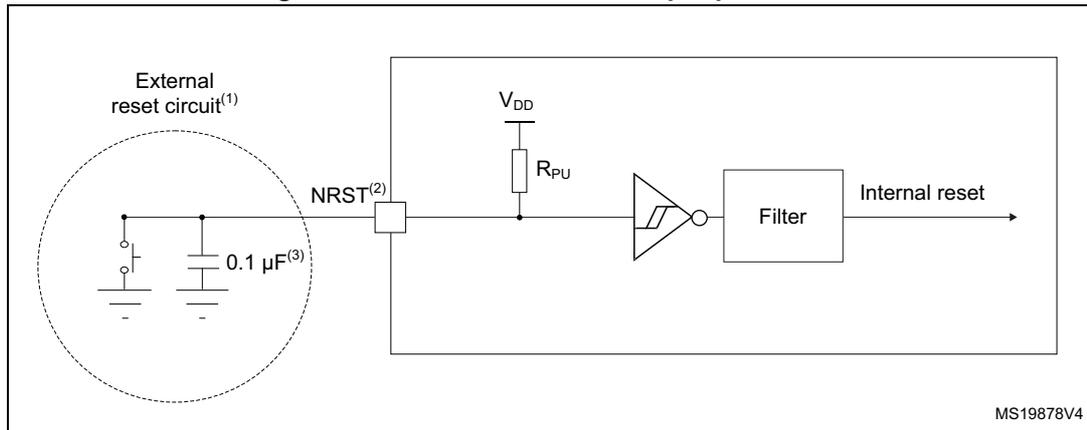 External
reset circuit(1)
VDD
RPU
NRST(2)
0.1 µF(3)
Filter
Internal reset
MS19878V4